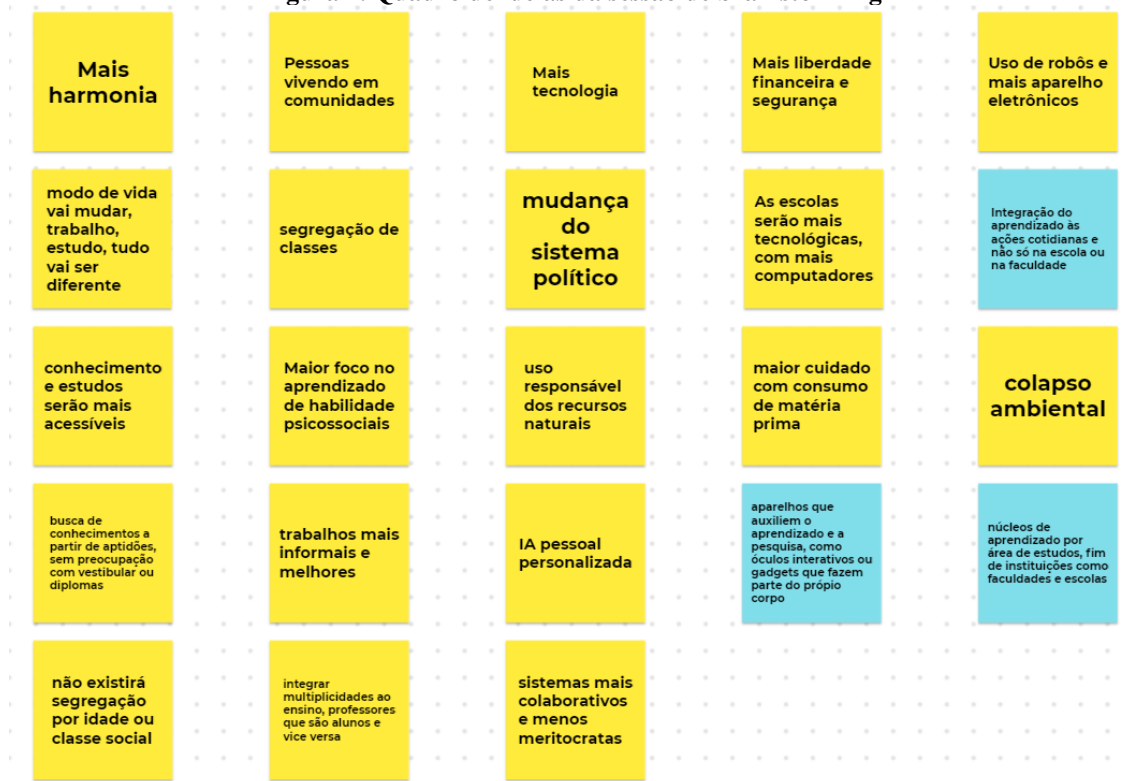 Mais
harmonia
Pessoas
vivendo em
comunidades
Mais
tecnologia
Mais liberdade
financeira e
segurança
Uso de robôs e
mais aparelho
eletrônicos
modo de vida
vai mudar,
trabalho,
estudo, tudo
vai ser
diferente
segregação de
classes
mudança
do
sistema
político
As escolas
serão mais
tecnológicas,
com mais
computadores
Integração do
aprendizado às
ações cotidianas e
não só na escola ou
na faculdade
conhecimento
e estudos
serão mais
acessíveis
Maior foco no
aprendizado
de habilidade
psicossociais
uso
responsável
dos recursos
naturais
maior cuidado
com consumo
de matéria
prima
colapso
ambiental
busca de
conhecimentos a
partir de aptidões,
sem preocupação
com vestibular ou
diplomas
trabalhos mais
informais e
melhores
IA pessoal
personalizada
aparelhos que
auxiliem o
aprendizado e a
pesquisa, como
óculos interativos ou
gadgets que fazem
parte do própio
corpo
núcleos de
aprendizado por
área de estudos, fim
de instituições como
faculdades e escolas
não existirá
segregação
por idade ou
classe social
integrar
multiplicidades ao
ensino, professores
que são alunos e
vice versa
sistemas mais
colaborativos
e menos
meritocratas